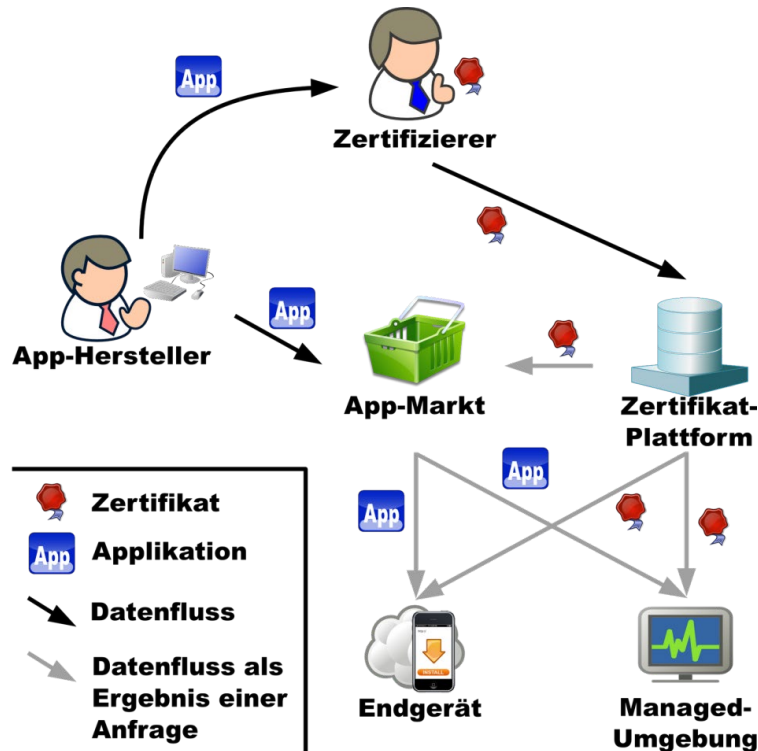 App
Zertifizierer
App
App-Hersteller
App-Markt
Zertifikat-
Plattform
App
App
Zertifikat
App
Applikation
Datenfluss
Datenfluss als
Ergebnis einer
Anfrage
INSTALL
Endgerät
Managed-
Umgebung